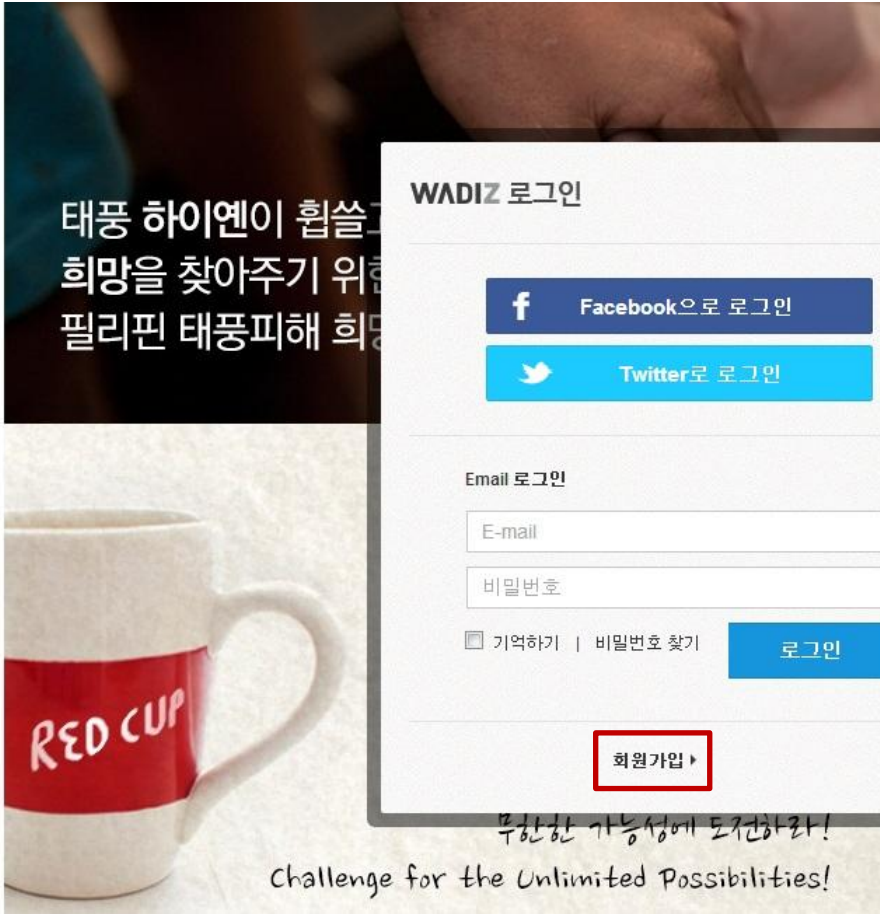 태풍 하이옌이 휩쓸고
희망을 찾아주기 위한
필리핀 태풍피해 희망
WADIZ 로그인
f Facebook으로 로그인
Twitter로 로그인
Email 로그인
E-mail
비밀번호
기억하기 | 비밀번호 찾기
로그인
회원가입
RED CUP
무한한 가능성에 도전하라!
Challenge for the Unlimited Possibilities!